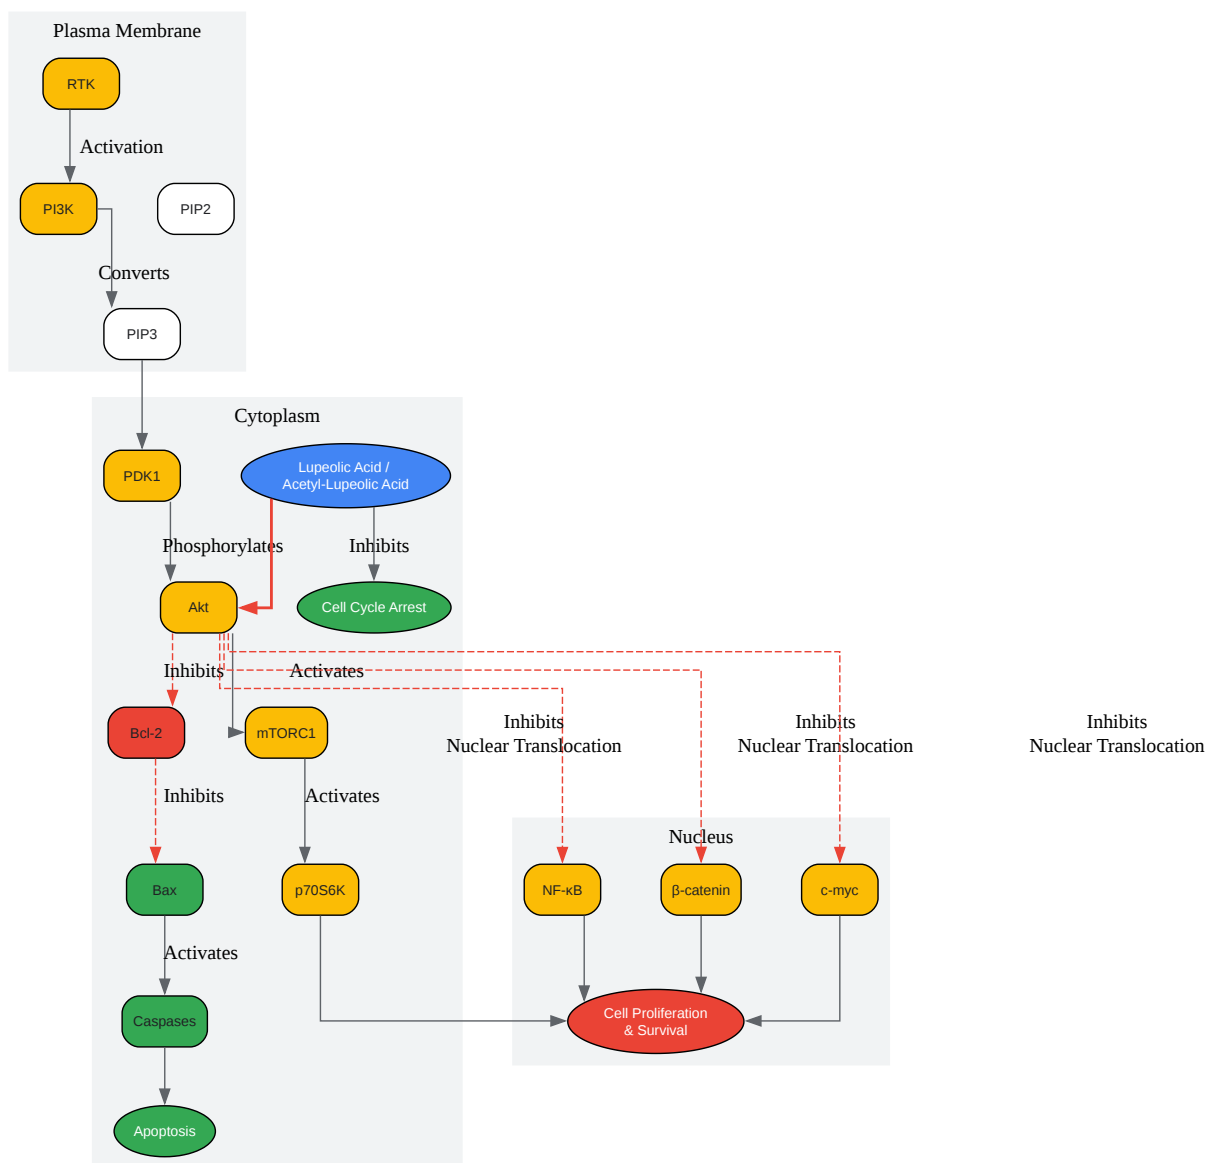 Plasma Membrane
RTK
Activation
PI3K
PIP2
Converts
PIP3
Cytoplasm
PDK1
Lupeolic Acid /
Acetyl-Lupeolic Acid
Phosphorylates
Inhibits
Akt
Cell Cycle Arrest
Inhibits
Activates
Bcl-2
mTORC1
Inhibits
Nuclear Translocation
Inhibits
Nuclear Translocation
Inhibits
Nuclear Translocation
Inhibits
Activates
Nucleus
Bax
p70S6K
NF-κB
β-catenin
c-myc
Activates
Caspases
Cell Proliferation
& Survival
Apoptosis